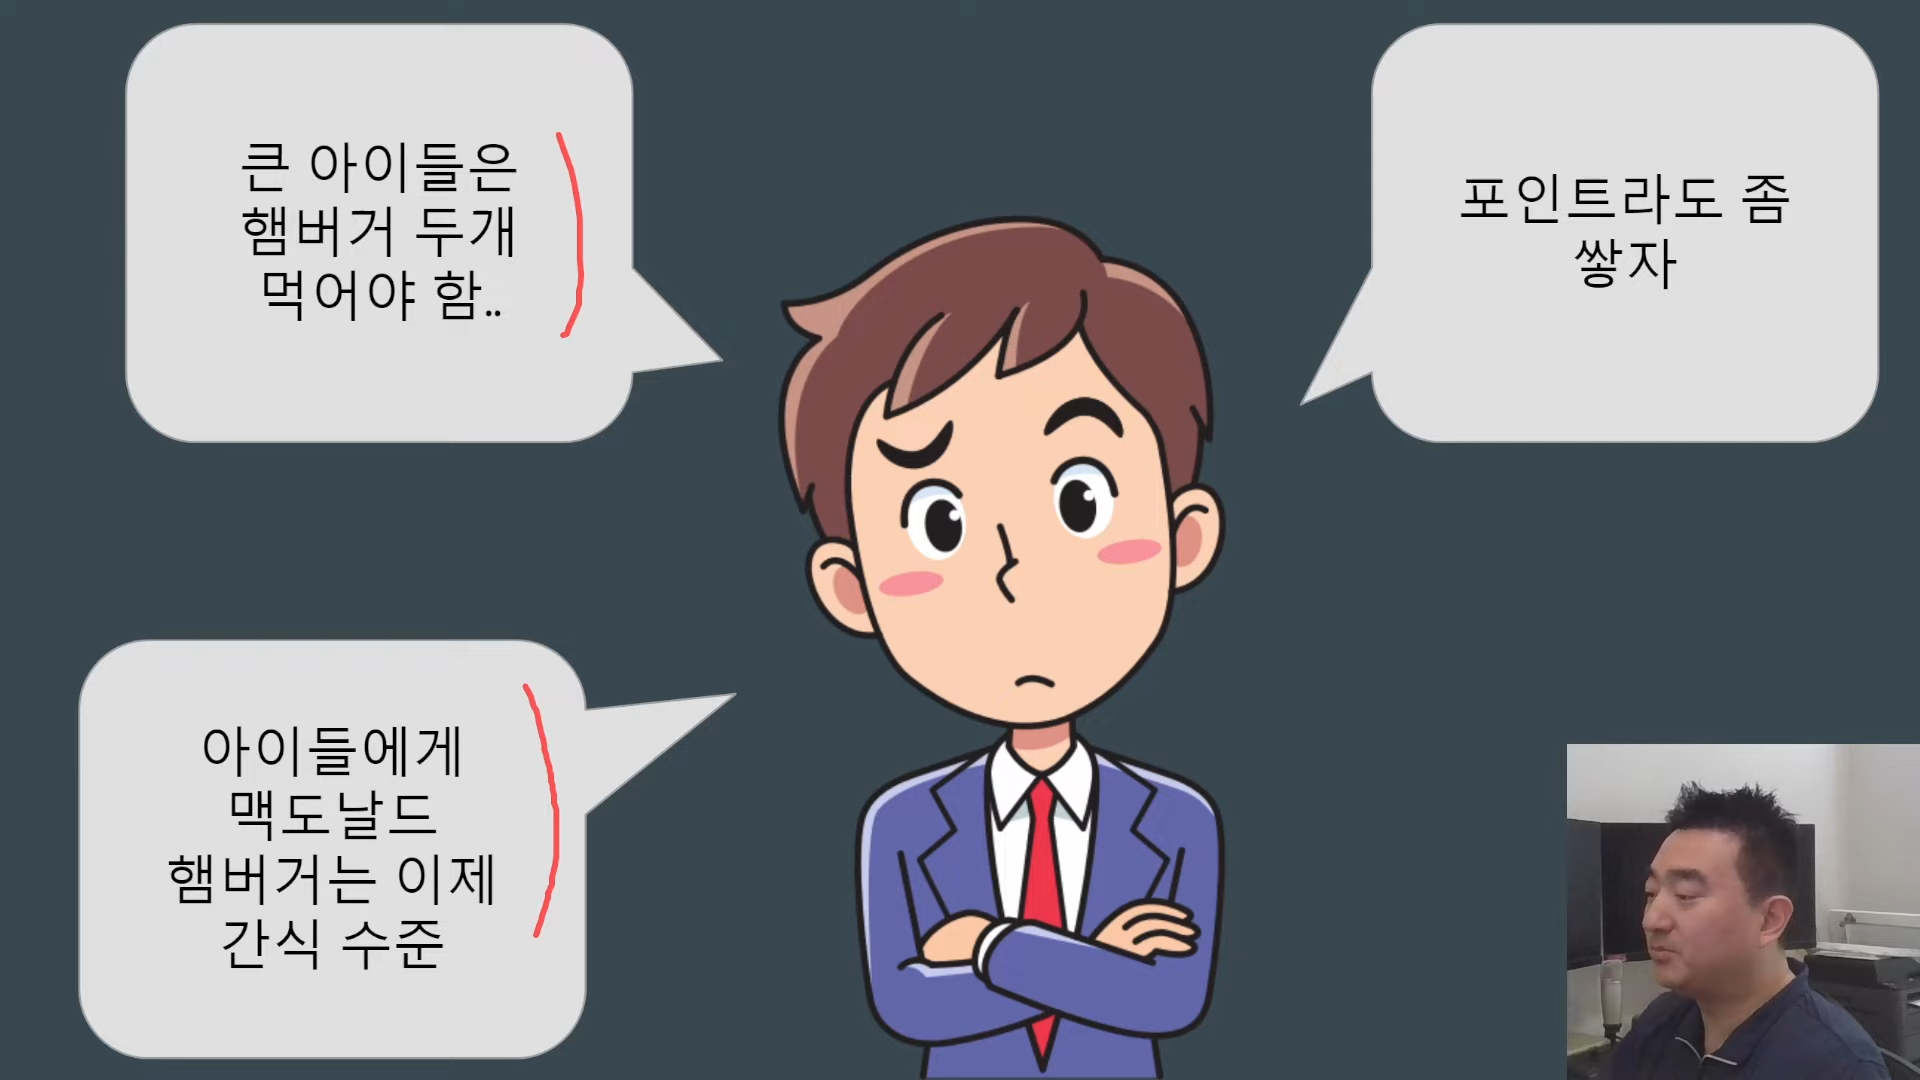 큰 아이들은
햄버거 두개
먹어야 함..
포인트라도 좀
쌓자
아이들에게
맥도날드
햄버거는 이제
간식 수준